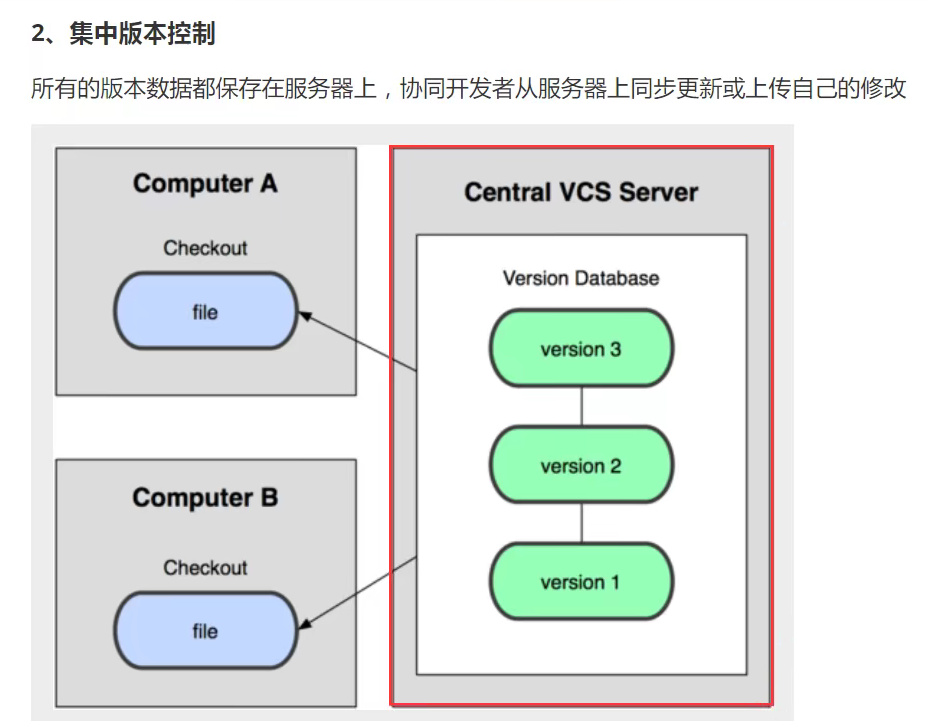 2、集中版本控制
所有的版本数据都保存在服务器上，协同开发者从服务器上同步更新或上传自己的修改
Computer A
Checkout
file
Computer B
Checkout
file
Central VCS Server
Version Database
version 3
version 2
version 1